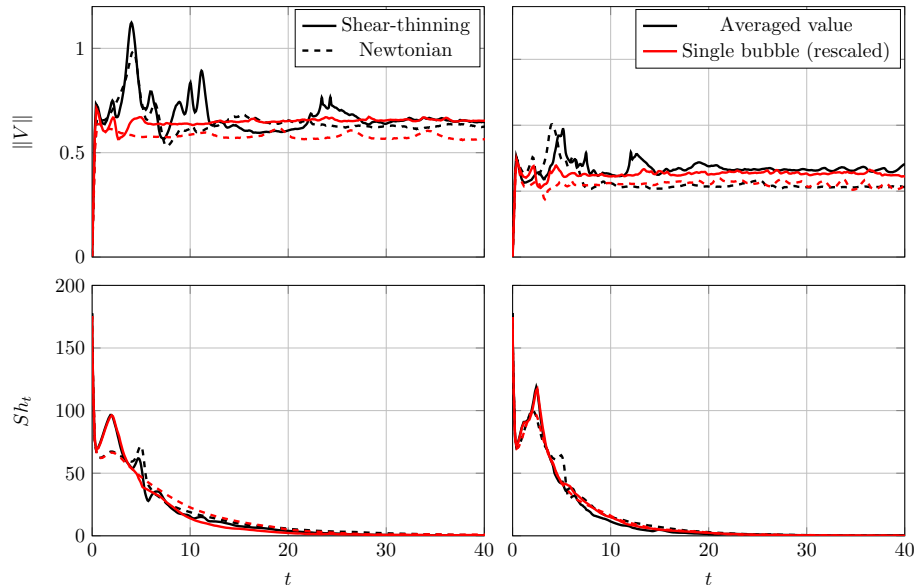 Shear-thinning
Newtonian
Averaged value
Single bubble (rescaled)
1
0.5
0
‖V‖
200
150
100
50
0
Sh_t
0 10 20 30 40
0 10 20 30 40
t
t